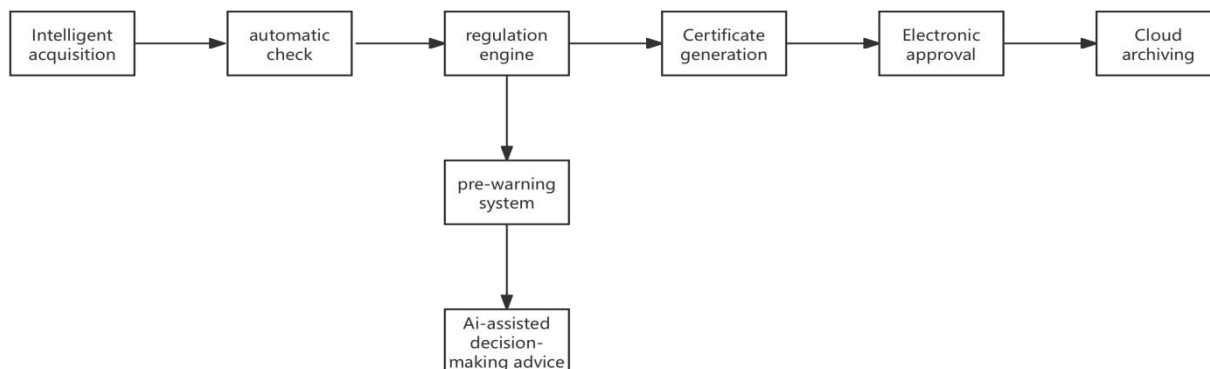 Intelligent
acquisition
automatic
check
regulation
engine
Certificate
generation
Electronic
approval
Cloud
archiving
pre-warning
system
Ai-assisted
decision-
making advice